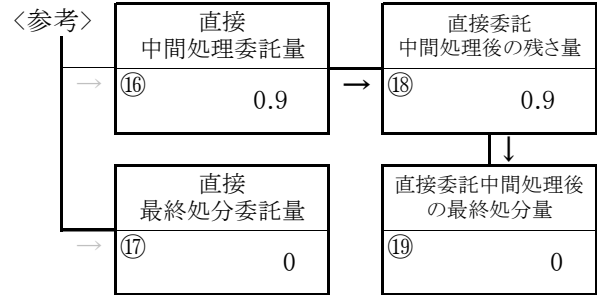 〈参考〉
直接
中間処理委託量
→
⑯
0.9
→
直接委託
中間処理後の残さ量
⑱
0.9
↓
直接
最終処分委託量
→
⑰
0
直接委託中間処理後
の最終処分量
⑲
0